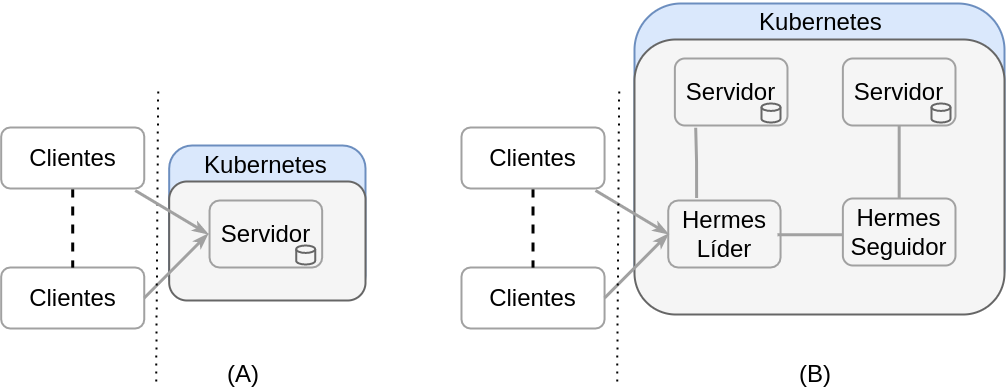 Clientes
Clientes
Kubernetes
Servidor
(A)
Clientes
Clientes
Kubernetes
Servidor
Servidor
Hermes
Líder
Hermes
Seguidor
(B)